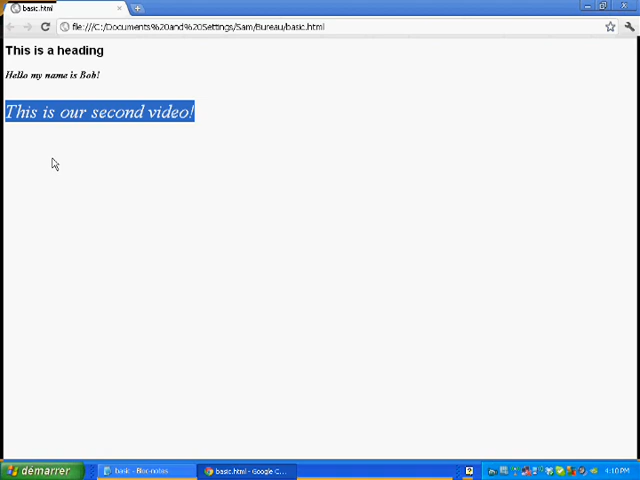 basic.html
file:///C:/Documents%20and%20Settings/Sam/Bureau/basic.html
This is a heading
Hello my name is Bob!
This is our second video!
démarrer
basic - Bloc-notes
basic.html - Google C...
4:10 PM